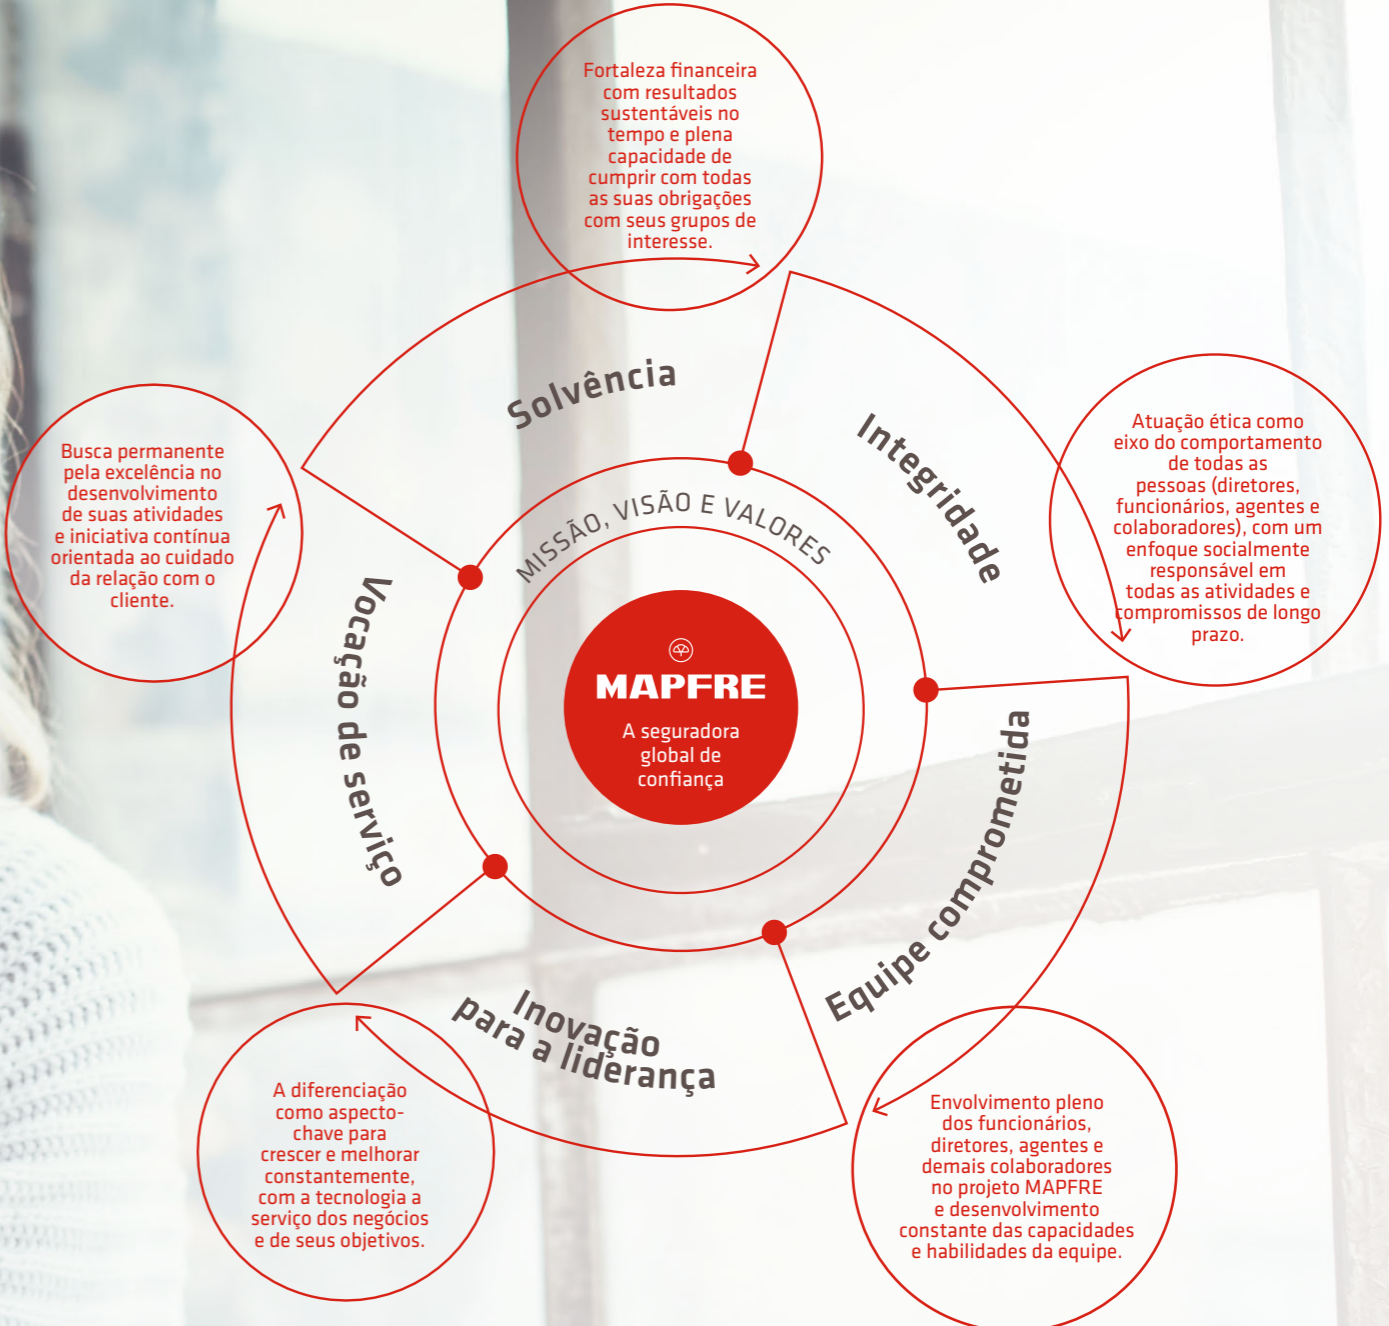 Fortaleza financeira
com resultados
sustentáveis no
tempo e plena
capacidade de
cumprir com todas
as suas obrigações
com seus grupos de
interesse.
Solvência
Integridade
Atuação ética como
eixo do comportamento
de todas as
pessoas (diretores,
funcionários, agentes e
colaboradores), com um
enfoque socialmente
responsável em
todas as atividades e
compromissos de longo
prazo.
Busca permanente
pela excelência no
desenvolvimento
de suas atividades
e iniciativa contínua
orientada ao cuidado
da relação com o
cliente.
Vocação de serviço
MISSÃO, VISÃO E VALORES
MAPFRE
A seguradora
global de
confiança
Equipe comprometida
Inovação
para a liderança
A diferenciação
como aspecto-
chave para
crescer e melhorar
constantemente,
com a tecnologia a
serviço dos negócios
e de seus objetivos.
Envolvimento pleno
dos funcionários,
diretores, agentes e
demais colaboradores
no projeto MAPFRE
e desenvolvimento
constante das capacidades
e habilidades da equipe.